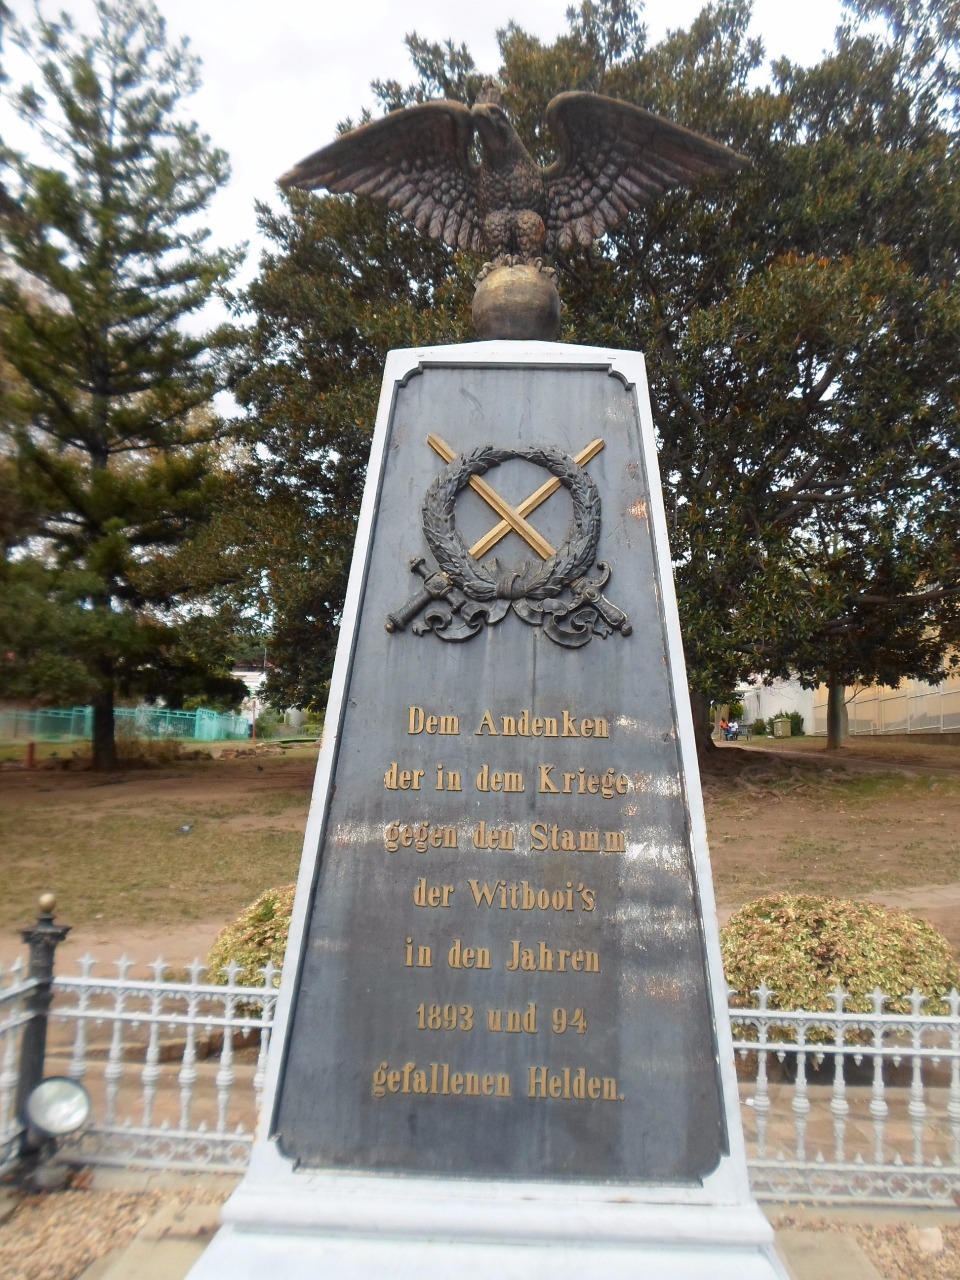 Dem Andenken
der in dem Kriege
gegen den Stamm
der Witbooi's
in den Jahren
1893 und 94
gefallenen Helden.